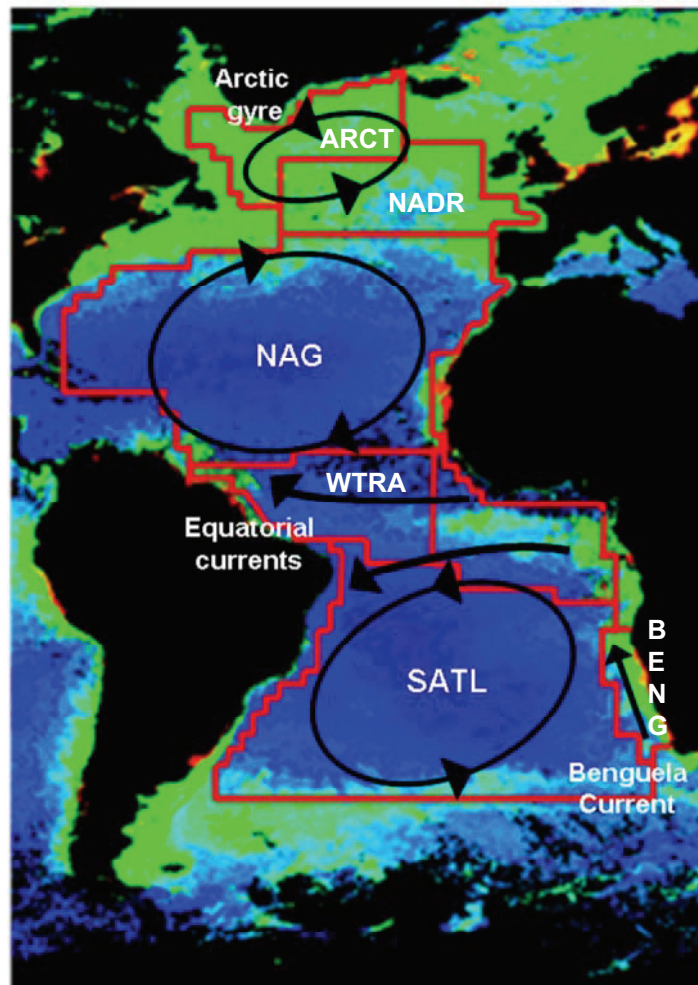 Arctic
gyre
ARCT
NADR
NAG
WTRA
Equatorial
currents
SATL
B
E
N
G
Benguela
Current